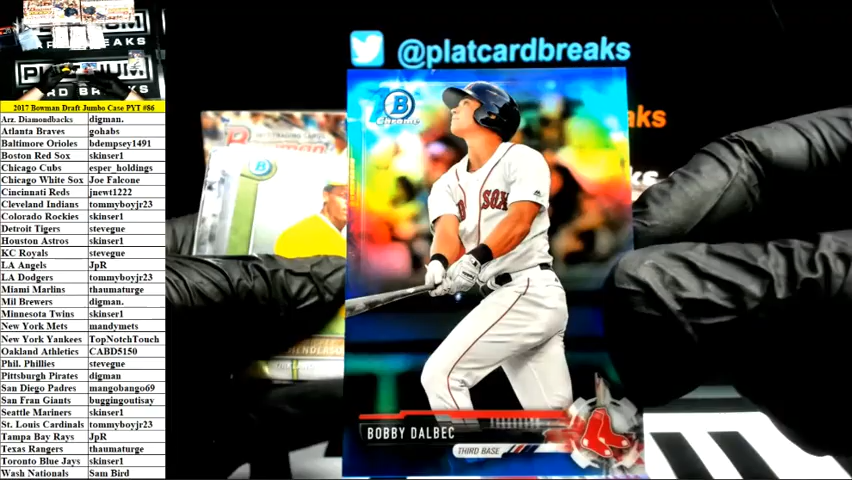 @platcardbreaks
2017 Bowman Draft Jumbo Case PYT #86
Arz. Diamondbacks digman.
Atlanta Braves gohabs
Baltimore Orioles bdempsey1491
Boston Red Sox skinser1
Chicago Cubs esper_holdings
Chicago White Sox Joe Falcone
Cincinnati Reds jnewt1222
Cleveland Indians tommyboyjr23
Colorado Rockies skinser1
Detroit Tigers stevegue
Houston Astros skinser1
KC Royals stevegue
LA Angels JpR
LA Dodgers tommyboyjr23
Miami Marlins thaumaturge
Mil Brewers digman.
Minnesota Twins skinser1
New York Mets mandymets
New York Yankees TopNotchTouch
Oakland Athletics CABD5150
Phil. Phillies stevegue
Pittsburgh Pirates digman
San Diego Padres mangobango69
San Fran Giants buggingoutisay
Seattle Mariners skinser1
St. Louis Cardinals tommyboyjr23
Tampa Bay Rays JpR
Texas Rangers thaumaturge
Toronto Blue Jays skinser1
Wash Nationals Sam Bird
B
Chrome
SOX
BOBBY DALBEC
THIRD BASE